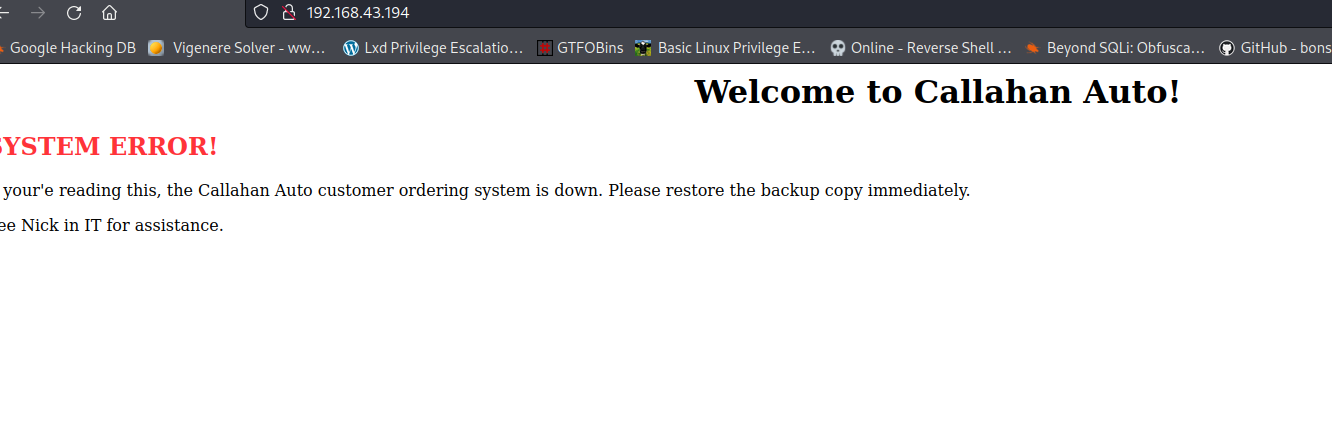 192.168.43.194
Google Hacking DB Vigenere Solver - ww… Lxd Privilege Escalatio… GTFOBins Basic Linux Privilege E… Online - Reverse Shell … Beyond SQLi: Obfusca… GitHub - bons
Welcome to Callahan Auto!
SYSTEM ERROR!
your'e reading this, the Callahan Auto customer ordering system is down. Please restore the backup copy immediately.
ee Nick in IT for assistance.